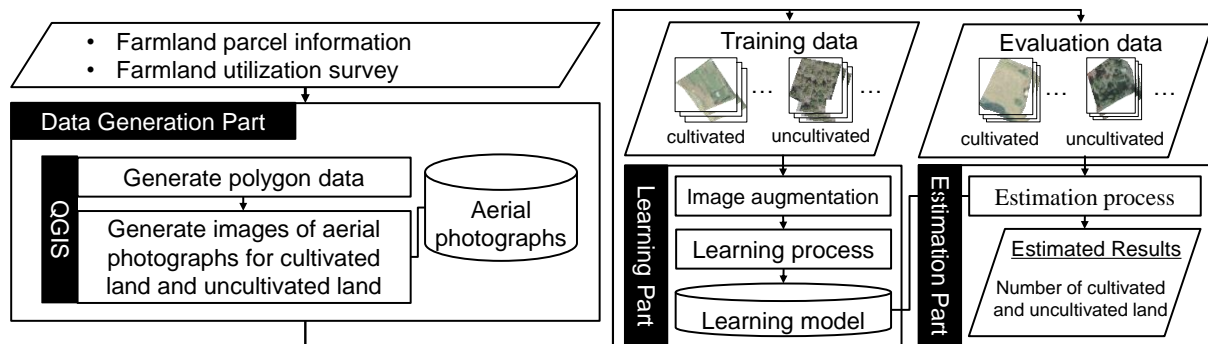 • Farmland parcel information
• Farmland utilization survey
Data Generation Part
QGIS
Generate polygon data
Generate images of aerial
photographs for cultivated
land and uncultivated land
Aerial
photographs
Training data
…
…
cultivated
uncultivated
Learning Part
Image augmentation
Learning process
Learning model
Evaluation data
…
…
cultivated
uncultivated
Estimation Part
Estimation process
Estimated Results
Number of cultivated
and uncultivated land